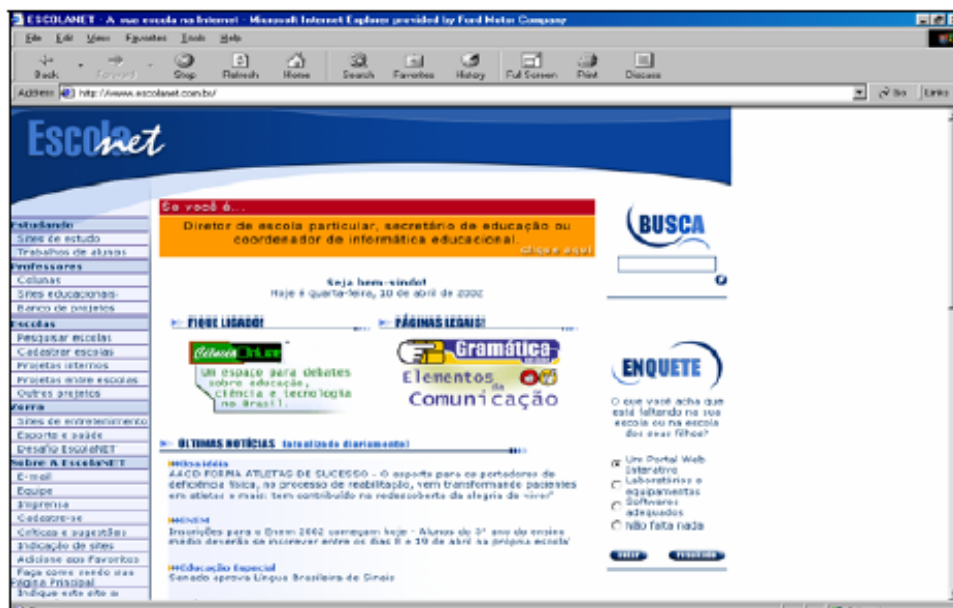 ESCOLANET - A sua escola na Internet - Microsoft Internet Explorer provided by Ford Motor Company
File Edit View Favorites Tools Help
Back Forward Stop Refresh Home Search Favorites History Full Screen Print Discuss
Address http://www.escolanet.com.br/ Go Links
Escolanet
Se você é...
Diretor de escola particular, secretário de educação ou
coordenador de informática educacional.
clique aqui
Seja bem-vindo!
Hoje é quarta-feira, 10 de abril de 2002
Estudando
Sites de estudo
Trabalhos de alunos
Professores
Colunas
Sites educacionais
Banco de projetos
Escolas
Pesquisar escolas
Cadastrar escolas
Projetos internos
Projetos entre escolas
Outros projetos
Zorra
Sites de entretenimento
Esporte e saúde
Desafio EscolaNET
Sobre A EscolaNET
E-mail
Equipe
Imprensa
Cadastre-se
Críticas e sugestões
Indicação de sites
Adicione aos Favoritos
Faça como sendo sua
Página Principal
Indique este site a
FIQUE LIGADO!
Ciência OnLine
Um espaço para debates
sobre educação,
ciência e tecnologia
no Brasil.
PÁGINAS LEGAIS!
Gramática
Elementos
da
Comunicação
ÚLTIMAS NOTÍCIAS (atualizado diariamente)
Boa idéia
AACD FORMA ATLETAS DE SUCESSO - O esporte para os portadores de
deficiência física, no processo de reabilitação, vem transformando pacientes
em atletas e mais: tem contribuído na redescoberta da alegria de viver"
ENEM
Inscrições para o Enem 2002 começam hoje - Alunos do 3º ano do ensino
médio deverão se inscrever entre os dias 8 e 19 de abril na própria escola
Educação Especial
Senado aprova Língua Brasileira de Sinais
BUSCA
ENQUETE
O que você acha que
está faltando na sua
escola ou na escola
dos seus filhos?
Um Portal Web
Interativo
Laboratórios e
equipamentos
Softwares
adequados
Não falta nada
votar resultado